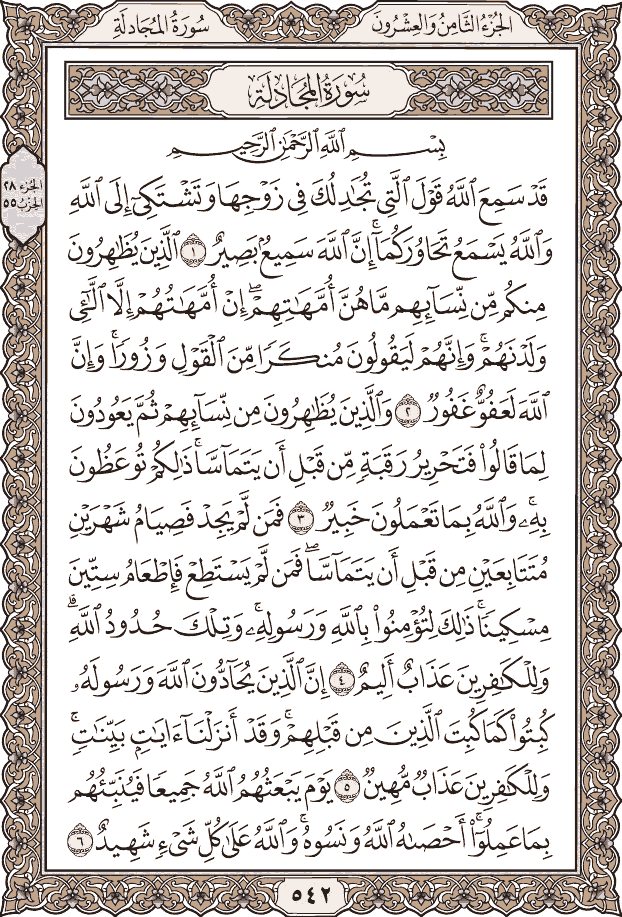 سُورَةُ المُجَادلَةِ
الجُزْءُ الثَّامِنُ وَالعِشْرُونَ
سُورَةُ المُجَادلَةِ
بِسْمِ ٱللَّهِ ٱلرَّحْمَٰنِ ٱلرَّحِيمِ
الجُزْء ٢٨
الحِزْب ٥٥
قَدْ سَمِعَ ٱللَّهُ قَوْلَ ٱلَّتِي تُجَٰدِلُكَ فِي زَوْجِهَا وَتَشْتَكِيٓ إِلَى ٱللَّهِ
وَٱللَّهُ يَسْمَعُ تَحَاوُرَكُمَآۚ إِنَّ ٱللَّهَ سَمِيعُۢ بَصِيرٌ ١ ٱلَّذِينَ يُظَٰهِرُونَ
مِنكُم مِّن نِّسَآئِهِم مَّا هُنَّ أُمَّهَٰتِهِمْۖ إِنْ أُمَّهَٰتُهُمْ إِلَّا ٱلَّٰٓـِٔي
وَلَدْنَهُمْۚ وَإِنَّهُمْ لَيَقُولُونَ مُنكَرًا مِّنَ ٱلْقَوْلِ وَزُورًاۚ وَإِنَّ
ٱللَّهَ لَعَفُوٌّ غَفُورٌ ٢ وَٱلَّذِينَ يُظَٰهِرُونَ مِن نِّسَآئِهِمْ ثُمَّ يَعُودُونَ
لِمَا قَالُوا۟ فَتَحْرِيرُ رَقَبَةٍ مِّن قَبْلِ أَن يَتَمَآسَّاۚ ذَٰلِكُمْ تُوعَظُونَ
بِهِۦۚ وَٱللَّهُ بِمَا تَعْمَلُونَ خَبِيرٌ ٣ فَمَن لَّمْ يَجِدْ فَصِيَامُ شَهْرَيْنِ
مُتَتَابِعَيْنِ مِن قَبْلِ أَن يَتَمَآسَّاۖ فَمَن لَّمْ يَسْتَطِعْ فَإِطْعَامُ سِتِّينَ
مِسْكِينًاۚ ذَٰلِكَ لِتُؤْمِنُوا۟ بِٱللَّهِ وَرَسُولِهِۦۚ وَتِلْكَ حُدُودُ ٱللَّهِۗ
وَلِلْكَٰفِرِينَ عَذَابٌ أَلِيمٌ ٤ إِنَّ ٱلَّذِينَ يُحَآدُّونَ ٱللَّهَ وَرَسُولَهُۥ
كُبِتُوا۟ كَمَا كُبِتَ ٱلَّذِينَ مِن قَبْلِهِمْۚ وَقَدْ أَنزَلْنَآ ءَايَٰتٍۭ بَيِّنَٰتٍۚ
وَلِلْكَٰفِرِينَ عَذَابٌ مُّهِينٌ ٥ يَوْمَ يَبْعَثُهُمُ ٱللَّهُ جَمِيعًا فَيُنَبِّئُهُم
بِمَا عَمِلُوٓا۟ۚ أَحْصَىٰهُ ٱللَّهُ وَنَسُوهُۚ وَٱللَّهُ عَلَىٰ كُلِّ شَيْءٍ شَهِيدٌ ٦
٥٤٢